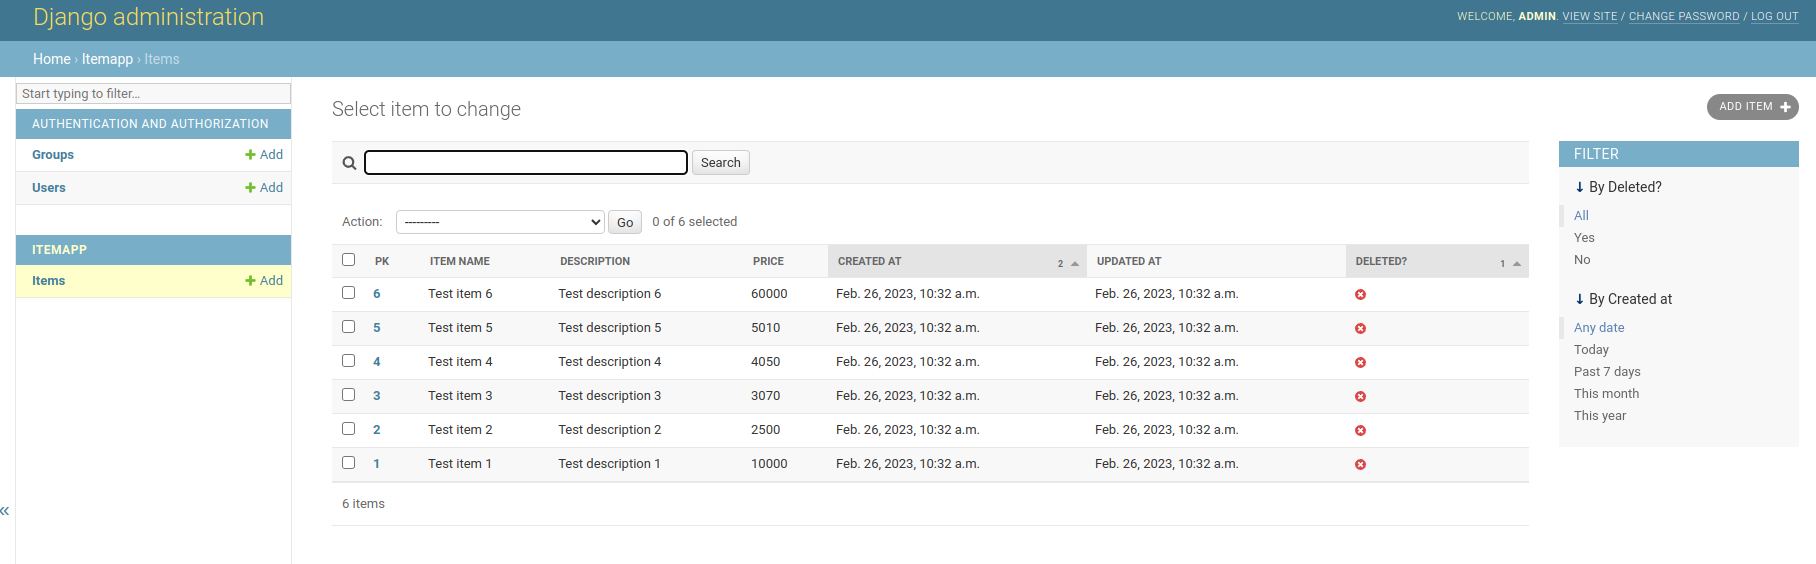 Django administration
WELCOME, ADMIN. VIEW SITE / CHANGE PASSWORD / LOG OUT
Home › Itemapp › Items
Start typing to filter...
AUTHENTICATION AND AUTHORIZATION
Groups + Add
Users + Add
ITEMAPP
Items + Add
«
Select item to change
ADD ITEM +
Search
Action: --------- Go 0 of 6 selected
PK ITEM NAME DESCRIPTION PRICE CREATED AT 2 UPDATED AT DELETED? 1
6 Test item 6 Test description 6 60000 Feb. 26, 2023, 10:32 a.m. Feb. 26, 2023, 10:32 a.m.
5 Test item 5 Test description 5 5010 Feb. 26, 2023, 10:32 a.m. Feb. 26, 2023, 10:32 a.m.
4 Test item 4 Test description 4 4050 Feb. 26, 2023, 10:32 a.m. Feb. 26, 2023, 10:32 a.m.
3 Test item 3 Test description 3 3070 Feb. 26, 2023, 10:32 a.m. Feb. 26, 2023, 10:32 a.m.
2 Test item 2 Test description 2 2500 Feb. 26, 2023, 10:32 a.m. Feb. 26, 2023, 10:32 a.m.
1 Test item 1 Test description 1 10000 Feb. 26, 2023, 10:32 a.m. Feb. 26, 2023, 10:32 a.m.
6 items
FILTER
↓ By Deleted?
All
Yes
No
↓ By Created at
Any date
Today
Past 7 days
This month
This year